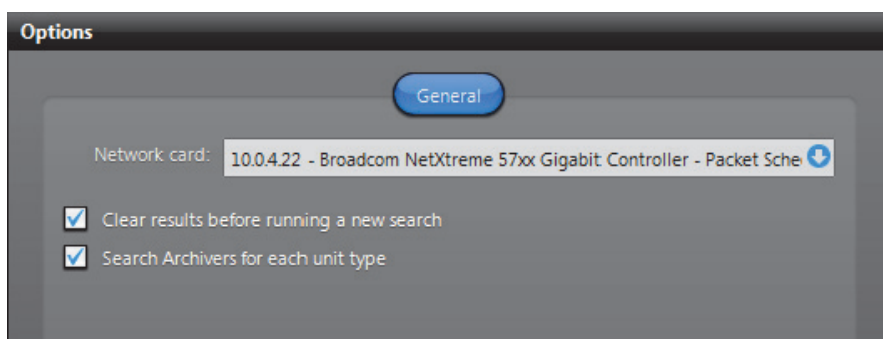 Options
General
Network card: 10.0.4.22 - Broadcom NetXtreme 57xx Gigabit Controller - Packet Sche
Clear results before running a new search
Search Archivers for each unit type